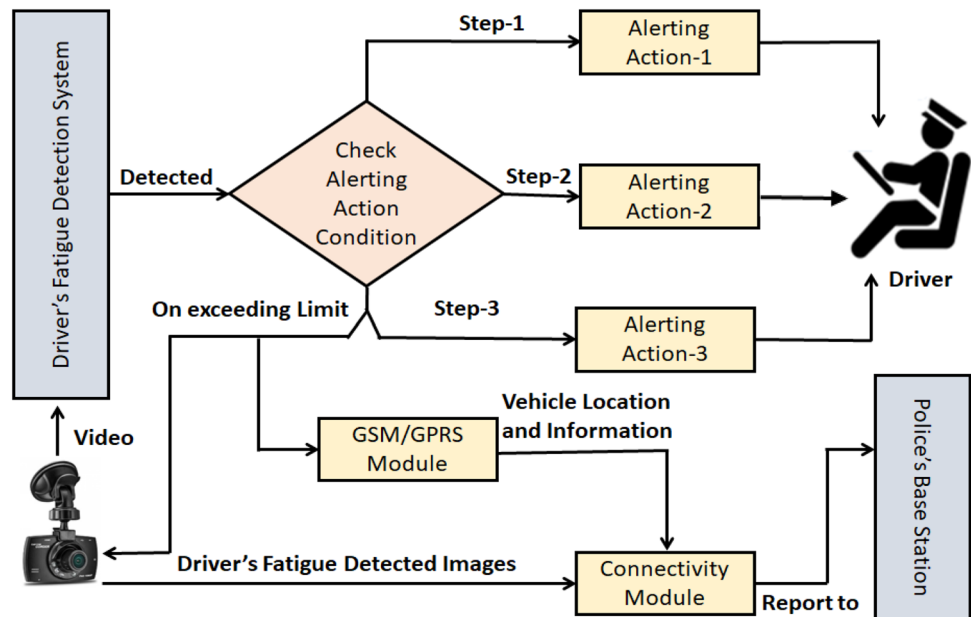 Driver's Fatigue Detection System
Step-1
Alerting
Action-1
Detected
Check
Alerting
Action
Condition
Step-2
Alerting
Action-2
Driver
On exceeding Limit
Step-3
Alerting
Action-3
Video
Vehicle Location
and Information
GSM/GPRS
Module
Police's Base Station
Driver's Fatigue Detected Images
Connectivity
Module
Report to